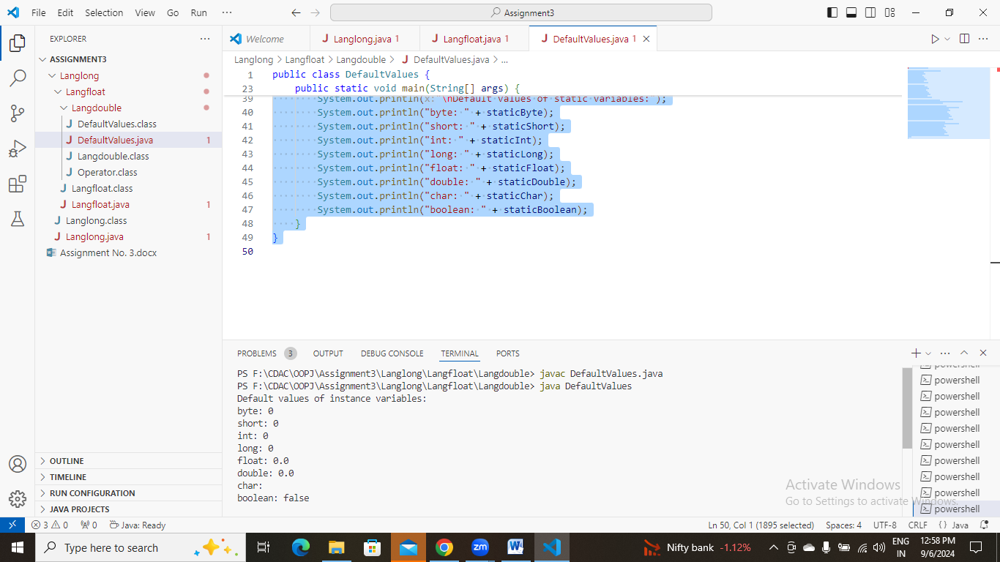 File Edit Selection View Go Run ··· Assignment3
EXPLORER ···
ASSIGNMENT3
Langlong
Langfloat
Langdouble
DefaultValues.class
DefaultValues.java 1
Langdouble.class
Operator.class
Langfloat.class
Langfloat.java 1
Langlong.class
Langlong.java 1
Assignment No. 3.docx
OUTLINE
TIMELINE
RUN CONFIGURATION
JAVA PROJECTS
Welcome Langlong.java 1 Langfloat.java 1 DefaultValues.java 1
Langlong > Langfloat > Langdouble > DefaultValues.java > ...
1 public class DefaultValues {
23 public static void main(String[] args) {
39 System.out.println(x: "\nDefault values of static variables:");
40 System.out.println("byte: " + staticByte);
41 System.out.println("short: " + staticShort);
42 System.out.println("int: " + staticInt);
43 System.out.println("long: " + staticLong);
44 System.out.println("float: " + staticFloat);
45 System.out.println("double: " + staticDouble);
46 System.out.println("char: " + staticChar);
47 System.out.println("boolean: " + staticBoolean);
48 }
49 }
50
PROBLEMS 3 OUTPUT DEBUG CONSOLE TERMINAL PORTS
PS F:\CDAC\OOPJ\Assignment3\Langlong\Langfloat\Langdouble> javac DefaultValues.java
PS F:\CDAC\OOPJ\Assignment3\Langlong\Langfloat\Langdouble> java DefaultValues
Default values of instance variables:
byte: 0
short: 0
int: 0
long: 0
float: 0.0
double: 0.0
char:
boolean: false
powershell
powershell
powershell
powershell
powershell
powershell
powershell
powershell
powershell
powershell
Activate Windows
Go to Settings to activate Windows.
3 0 0 Java: Ready Ln 50, Col 1 (1895 selected) Spaces: 4 UTF-8 CRLF { } Java
Type here to search zm Nifty bank -1.12% ENG 12:58 PM
IN 9/6/2024